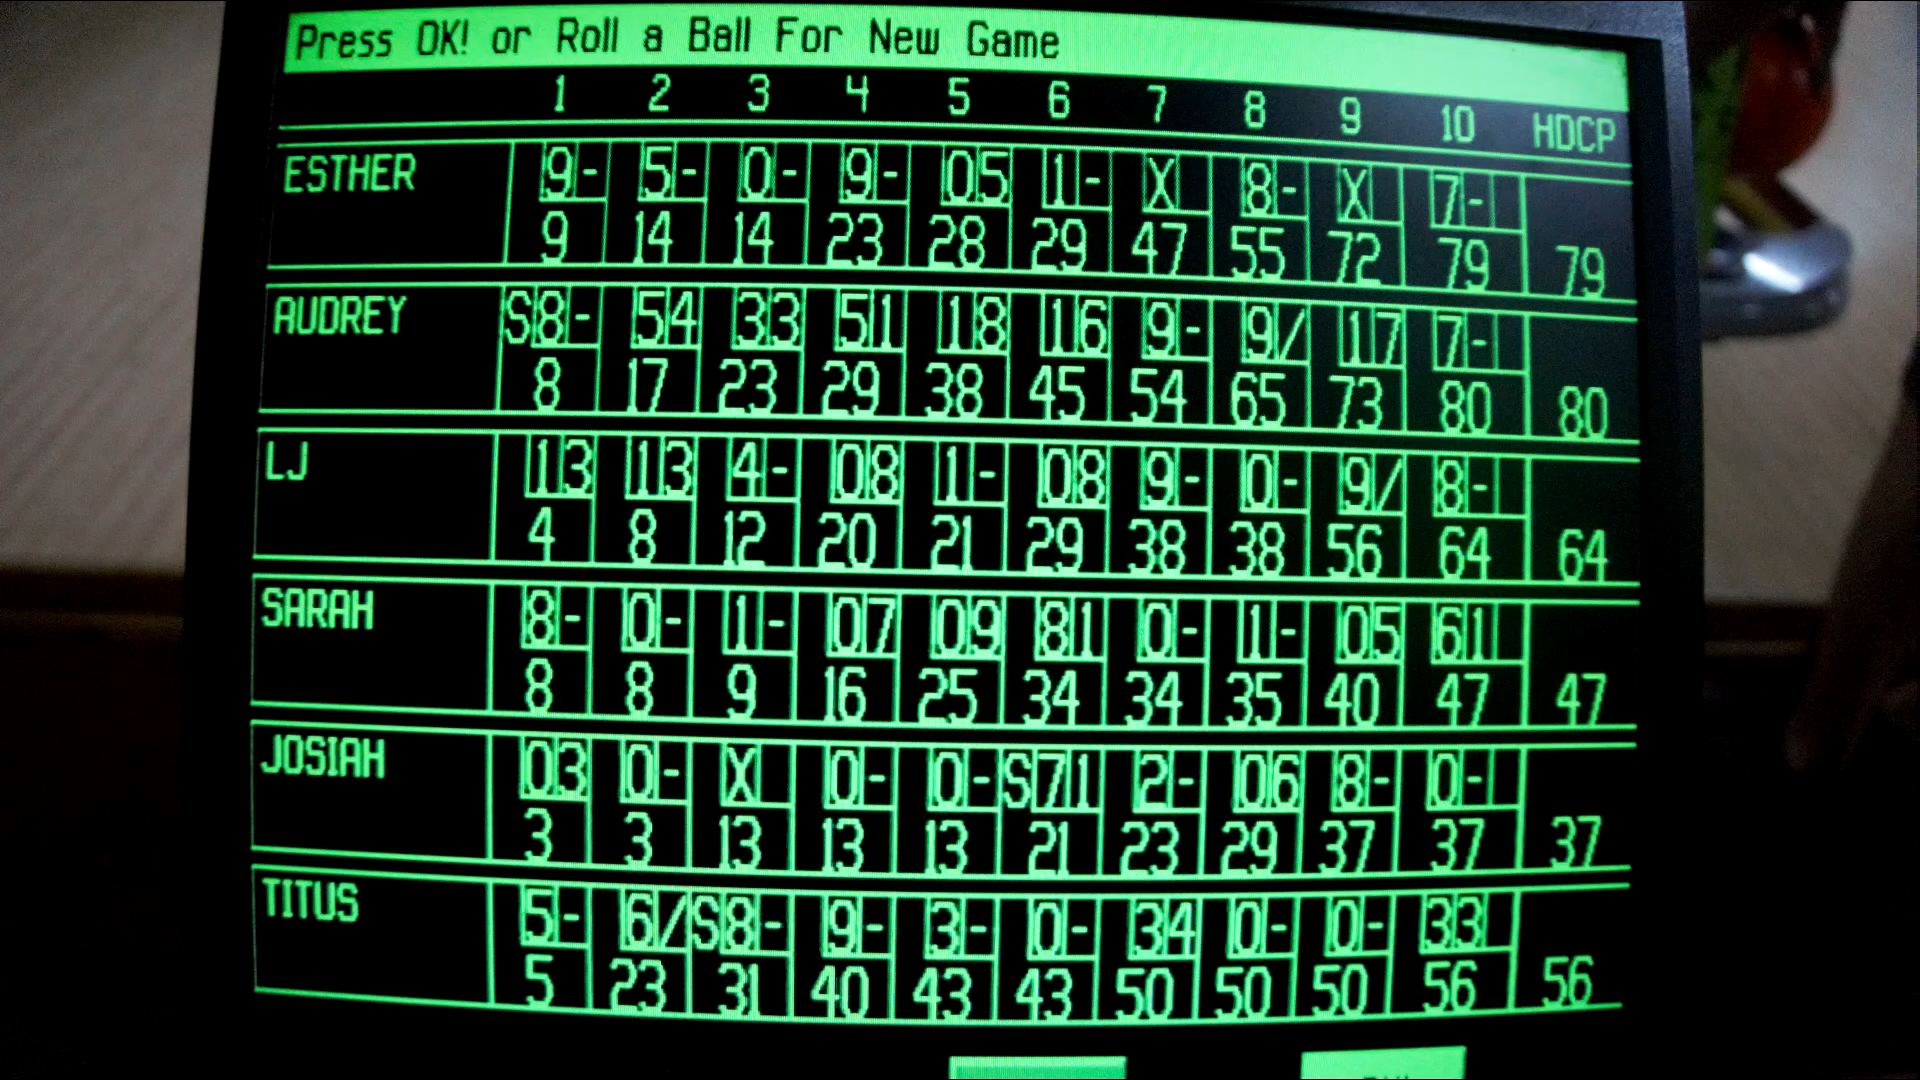 Press OK! or Roll a Ball For New Game
1 2 3 4 5 6 7 8 9 10 HDCP
ESTHER 9- 5- 0- 9- 05 1- X 8- X 7-
9 14 14 23 28 29 47 55 72 79 79
AUDREY S8- 54 33 51 18 16 9- 9/ 17 7-
8 17 23 29 38 45 54 65 73 80 80
LJ 13 13 4- 08 1- 08 9- 0- 9/ 8-
4 8 12 20 21 29 38 38 56 64 64
SARAH 8- 0- 1- 07 09 81 0- 1- 05 61
8 8 9 16 25 34 34 35 40 47 47
JOSIAH 03 0- X 0- 0- S71 2- 06 8- 0-
3 3 13 13 13 21 23 29 37 37 37
TITUS 5- 6/ S8- 9- 3- 0- 34 0- 0- 33
5 23 31 40 43 43 50 50 50 56 56